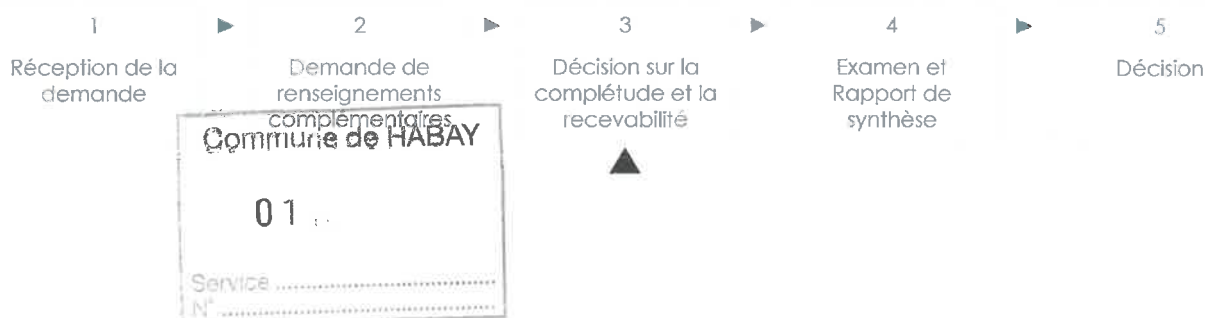 1 ► 2 ► 3 ► 4 ► 5
Réception de la demande
Demande de renseignements complémentaires
Décision sur la complétude et la recevabilité
Examen et Rapport de synthèse
Décision
▲
Commune de HABAY
01
Service ................................
N° ................................